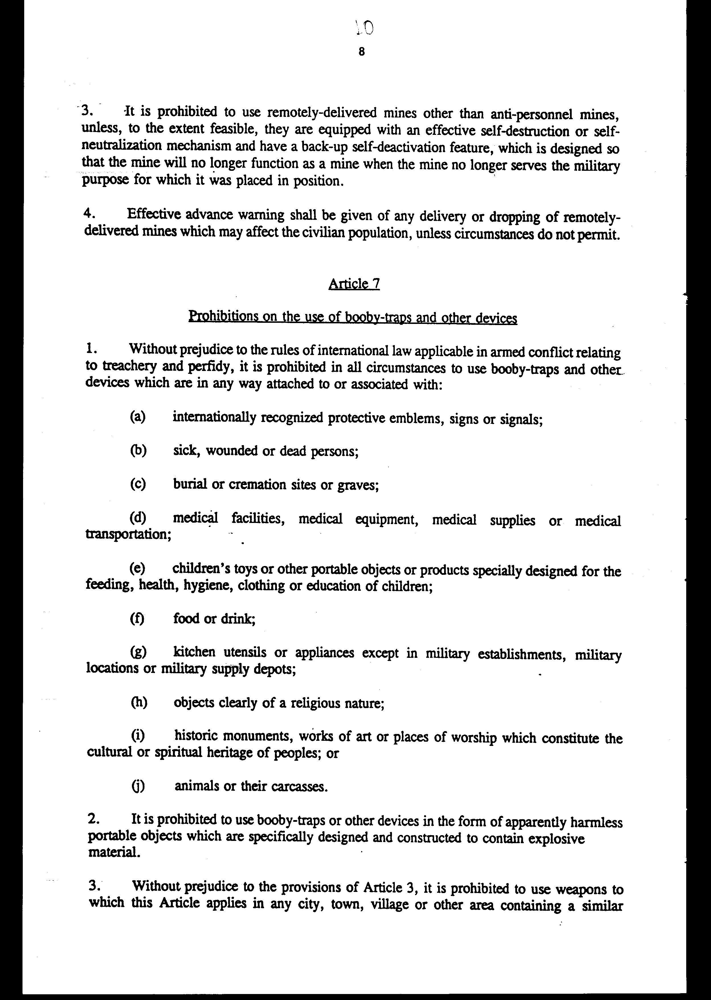 10
8
3. It is prohibited to use remotely-delivered mines other than anti-personnel mines,
unless, to the extent feasible, they are equipped with an effective self-destruction or self-
neutralization mechanism and have a back-up self-deactivation feature, which is designed so
that the mine will no longer function as a mine when the mine no longer serves the military
purpose for which it was placed in position.
4. Effective advance warning shall be given of any delivery or dropping of remotely-
delivered mines which may affect the civilian population, unless circumstances do not permit.
Article 7
Prohibitions on the use of booby-traps and other devices
1. Without prejudice to the rules of international law applicable in armed conflict relating
to treachery and perfidy, it is prohibited in all circumstances to use booby-traps and other
devices which are in any way attached to or associated with:
(a) internationally recognized protective emblems, signs or signals;
(b) sick, wounded or dead persons;
(c) burial or cremation sites or graves;
(d) medical facilities, medical equipment, medical supplies or medical
transportation;
(e) children's toys or other portable objects or products specially designed for the
feeding, health, hygiene, clothing or education of children;
(f) food or drink;
(g) kitchen utensils or appliances except in military establishments, military
locations or military supply depots;
(h) objects clearly of a religious nature;
(i) historic monuments, works of art or places of worship which constitute the
cultural or spiritual heritage of peoples; or
(j) animals or their carcasses.
2. It is prohibited to use booby-traps or other devices in the form of apparently harmless
portable objects which are specifically designed and constructed to contain explosive
material.
3. Without prejudice to the provisions of Article 3, it is prohibited to use weapons to
which this Article applies in any city, town, village or other area containing a similar